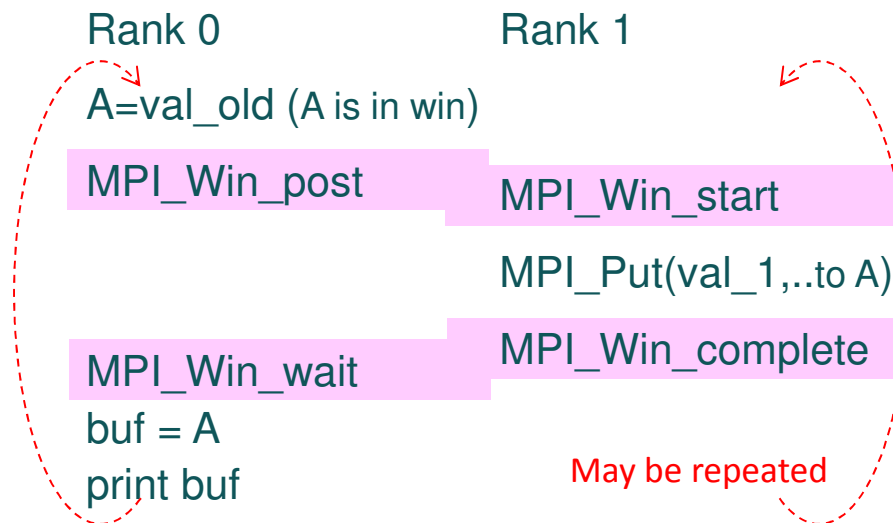 Rank 0
Rank 1
A=val_old (A is in win)
MPI_Win_post
MPI_Win_start
MPI_Put(val_1,..to A)
MPI_Win_complete
MPI_Win_wait
buf = A
print buf
May be repeated